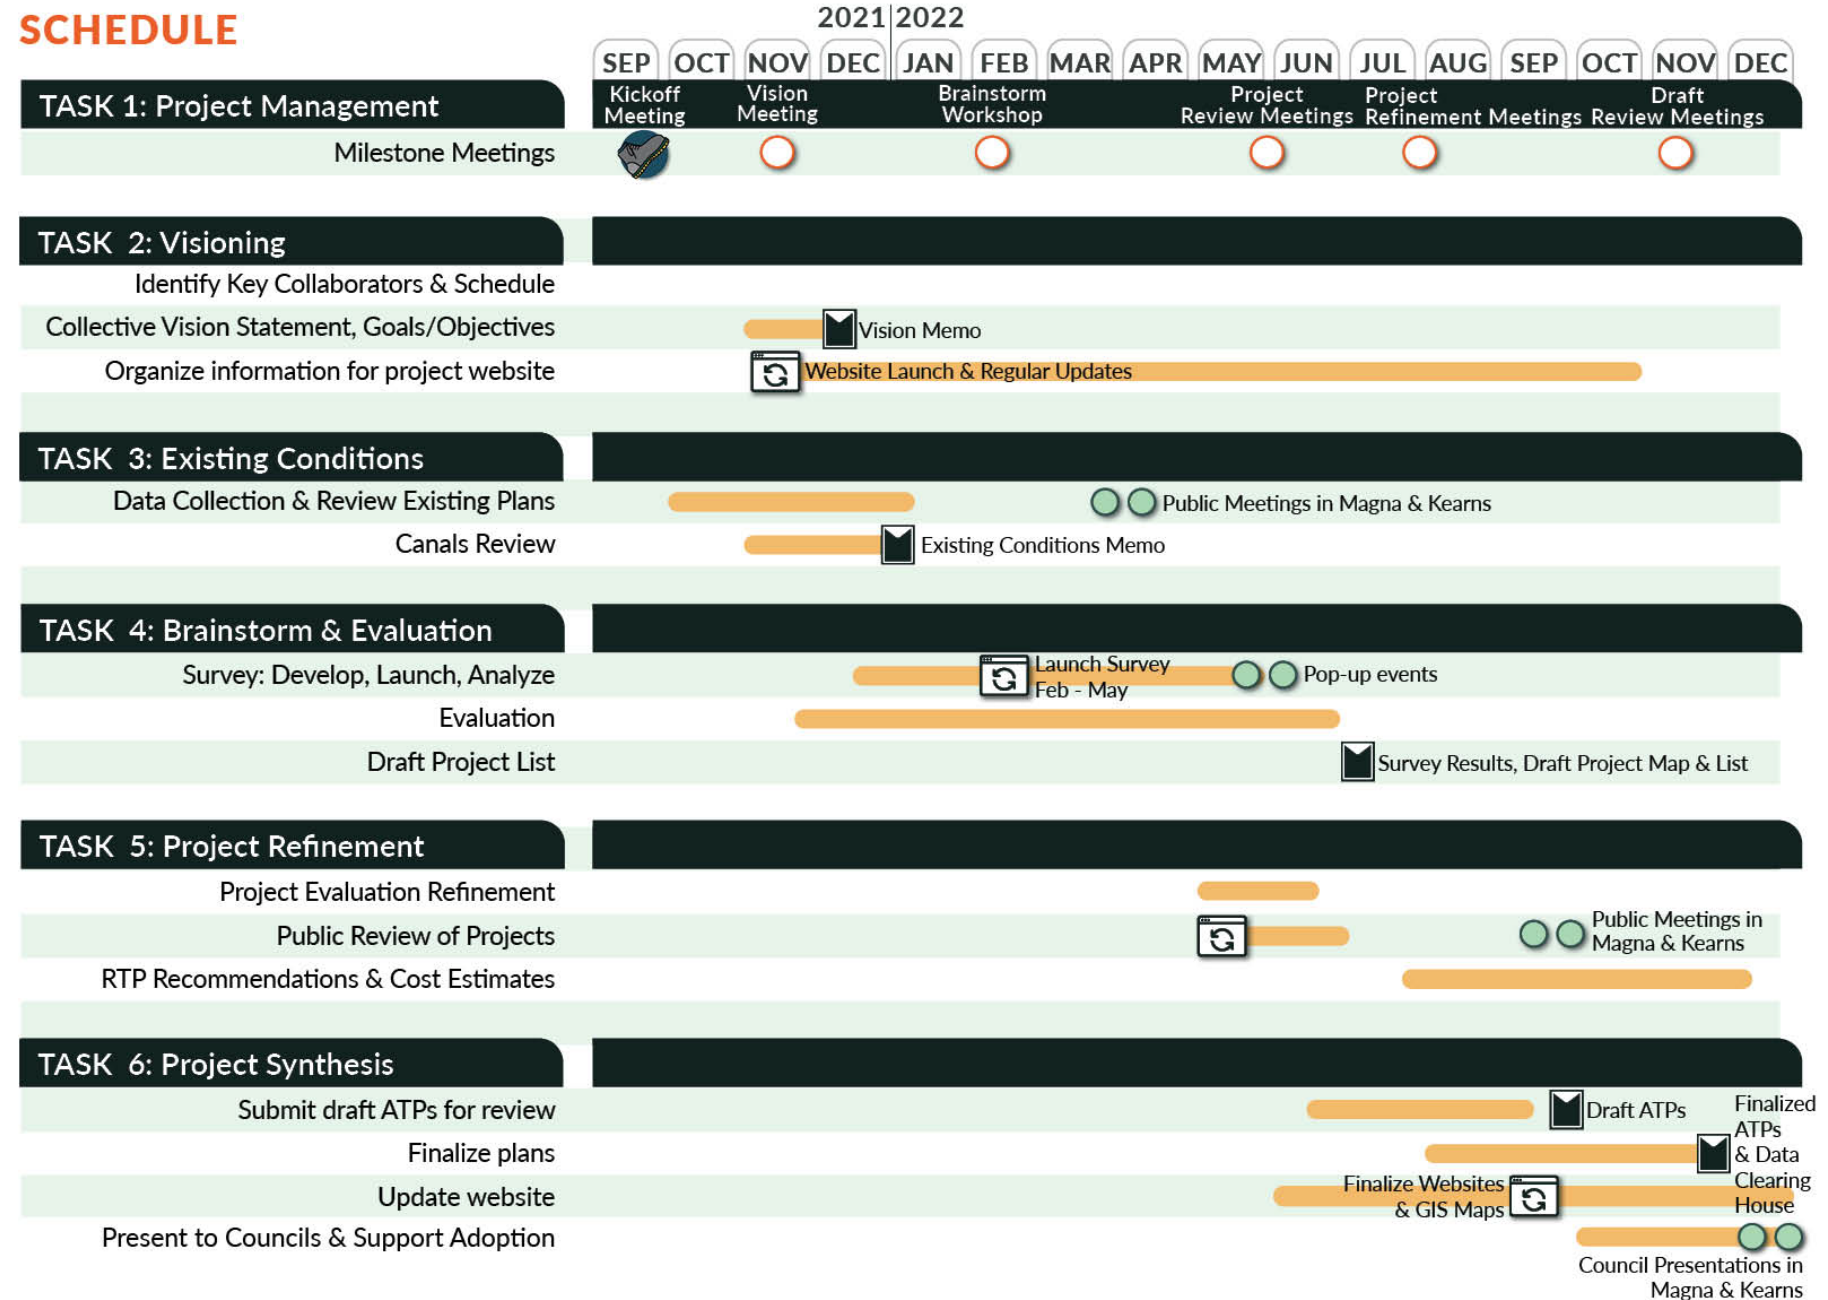 SCHEDULE
2021 2022
SEP OCT NOV DEC JAN FEB MAR APR MAY JUN JUL AUG SEP OCT NOV DEC
TASK 1: Project Management
Kickoff
Meeting
Vision
Meeting
Brainstorm
Workshop
Project
Review Meetings
Project
Refinement Meetings
Draft
Review Meetings
Milestone Meetings
TASK 2: Visioning
Identify Key Collaborators & Schedule
Collective Vision Statement, Goals/Objectives
Vision Memo
Organize information for project website
Website Launch & Regular Updates
TASK 3: Existing Conditions
Data Collection & Review Existing Plans
Public Meetings in Magna & Kearns
Canals Review
Existing Conditions Memo
TASK 4: Brainstorm & Evaluation
Survey: Develop, Launch, Analyze
Launch Survey
Feb - May
Pop-up events
Evaluation
Draft Project List
Survey Results, Draft Project Map & List
TASK 5: Project Refinement
Project Evaluation Refinement
Public Review of Projects
Public Meetings in
Magna & Kearns
RTP Recommendations & Cost Estimates
TASK 6: Project Synthesis
Submit draft ATPs for review
Draft ATPs
Finalize plans
Finalized
ATPs
& Data
Clearing
House
Update website
Finalize Websites
& GIS Maps
Present to Councils & Support Adoption
Council Presentations in
Magna & Kearns